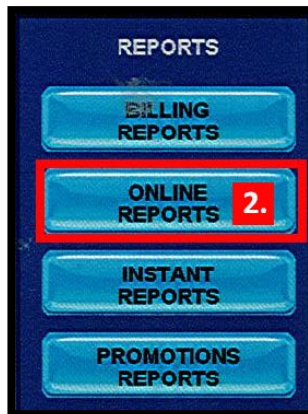 REPORTS
BILLING
REPORTS
ONLINE
REPORTS
2.
INSTANT
REPORTS
PROMOTIONS
REPORTS